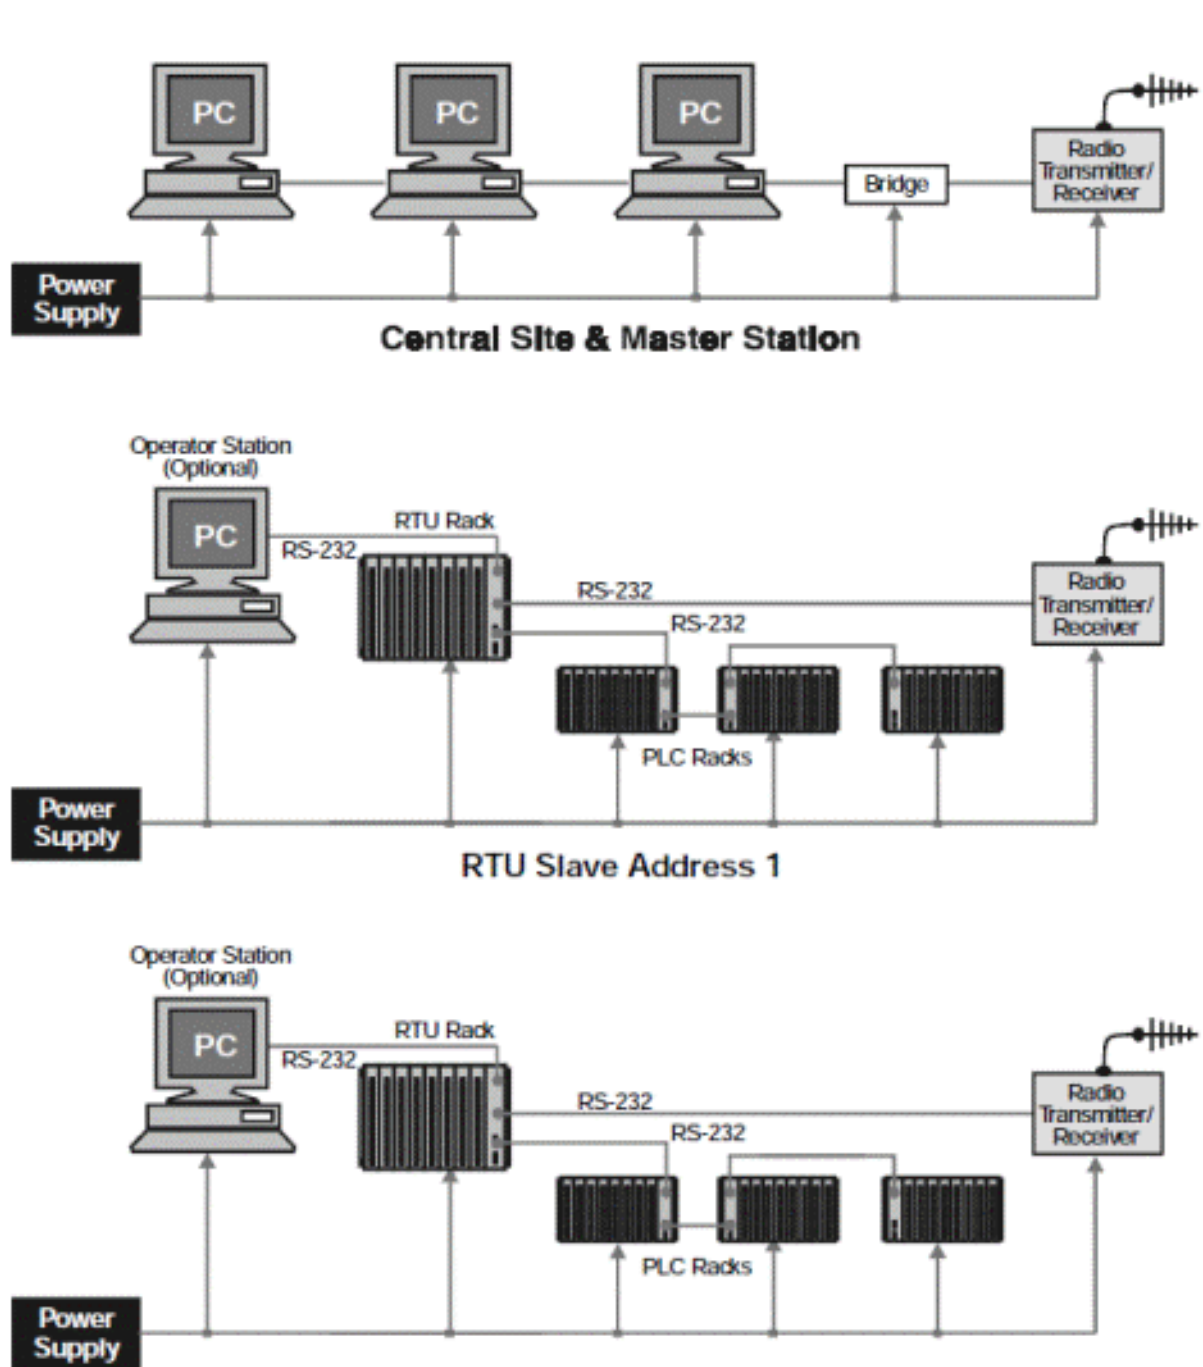 PC PC PC
Radio
Transmitter/
Receiver
Bridge
Power
Supply
Central Site & Master Station
Operator Station
(Optional)
PC
RTU Rack
RS-232
RS-232
RS-232
Radio
Transmitter/
Receiver
PLC Racks
Power
Supply
RTU Slave Address 1
Operator Station
(Optional)
PC
RTU Rack
RS-232
RS-232
RS-232
Radio
Transmitter/
Receiver
PLC Racks
Power
Supply